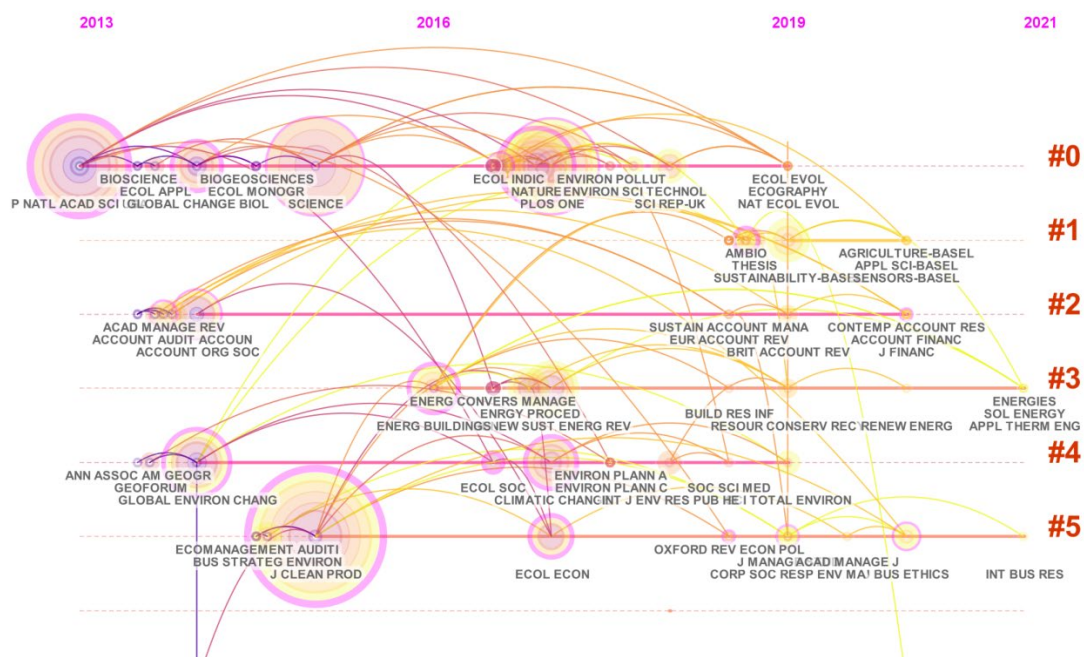 2013 2016 2019 2021
#0
BIOSCIENCE BIOGEOSCIENCES ECOL INDIC ENVIRON POLLUT ECOL EVOL
ECOL APPL ECOL MONOGR NATURE ENVIRON SCI TECHNOL ECOGRAPHY
P NATL ACAD SCI GLOBAL CHANGE BIOL SCIENCE PLOS ONE SCI REP-UK NAT ECOL EVOL
#1
AMBIO AGRICULTURE-BASEL
THESIS APPL SCI-BASEL
SUSTAINABILITY-BASEL SENSORS-BASEL
#2
ACAD MANAGE REV SUSTAIN ACCOUNT MANA CONTEMP ACCOUNT RES
ACCOUNT AUDIT ACCOUN EUR ACCOUNT REV ACCOUNT FINANC
ACCOUNT ORG SOC BRIT ACCOUNT REV J FINANC
#3
ENERG CONVERS MANAGE ENERGIES
ENRGY PROCED BUILD RES INF SOL ENERGY
ENERG BUILDINGS SUST ENERG REV RESOUR CONSERV RECY RENEW ENERG APPL THERM ENG
#4
ANN ASSOC AM GEOGR ENVIRON PLANN A
GEOFORUM ECOL SOC ENVIRON PLANN C SOC SCI MED
GLOBAL ENVIRON CHANG CLIMATIC CHANG INT J ENV RES PUB HE I TOTAL ENVIRON
#5
ECOMANAGEMENT AUDITI OXFORD REV ECON POL
BUS STRATEG ENVIRON J MANAG ACAD MANAGE J
J CLEAN PROD ECOL ECON CORP SOC RESP ENV MA BUS ETHICS INT BUS RES